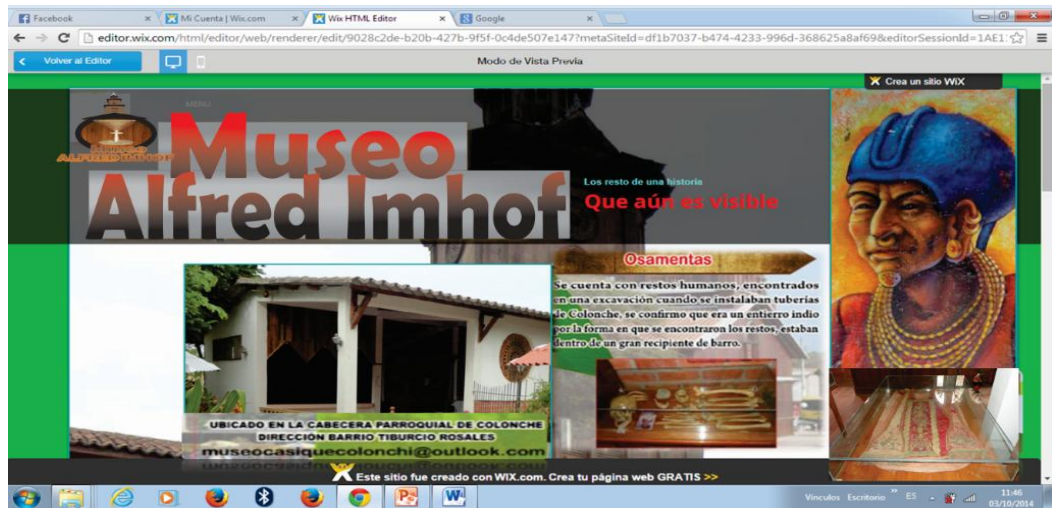 Facebook
Mi Cuenta | Wix.com
Wix HTML Editor
Google
editor.wix.com/html/editor/web/renderer/edit/9028c2de-b20b-427b-9f5f-0c4de507e147?metaSiteId=df1b7037-b474-4233-996d-368625a8af69&editorSessionId=1AE1
Volver al Editor
Modo de Vista Previa
Crea un sitio WiX
MENU
Museo
Alfred Imhof
ALFRED IMHOF
Los resto de una historia
Que aún es visible
Osamentas
Se cuenta con restos humanos, encontrados
en una excavación cuando se instalaban tuberías
de Colonche, se confirmo que era un entierro indio
por la forma en que se encontraron los restos, estaban
dentro de un gran recipiente de barro.
UBICADO EN LA CABECERA PARROQUIAL DE COLONCHE
DIRECCIÓN BARRIO TIBURCIO ROSALES
museocasiquecolonchi@outlook.com
Este sitio fue creado con WIX.com. Crea tu página web GRATIS >>
Vínculos Escritorio » ES 11:46
03/10/2014